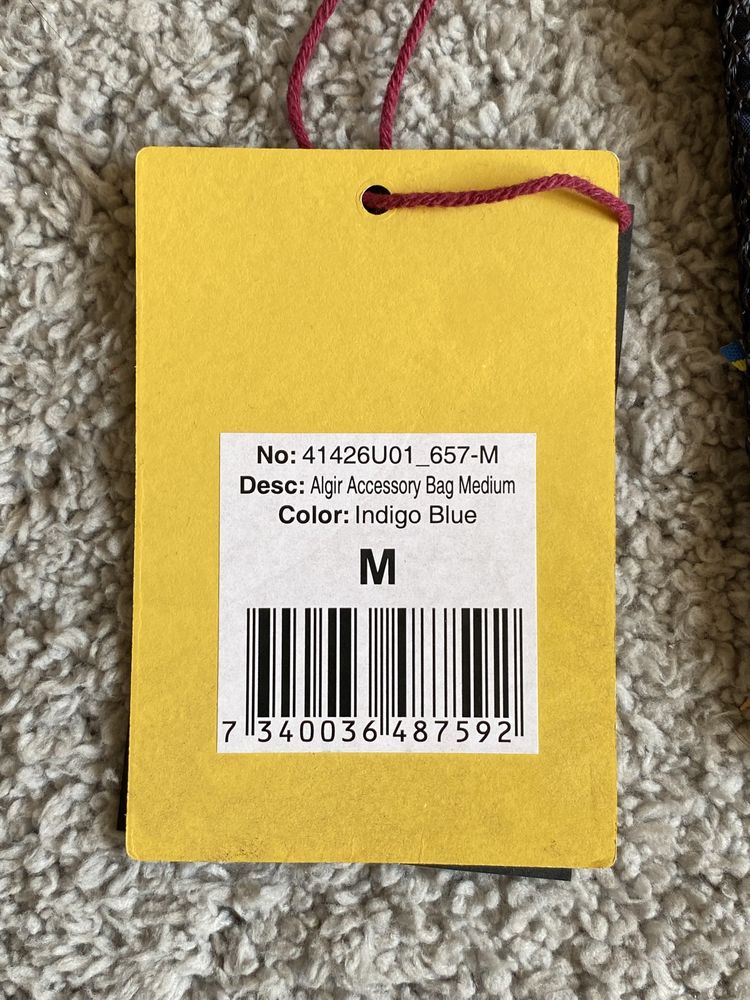 No: 41426U01_657-M
Desc: Algir Accessory Bag Medium
Color: Indigo Blue
M
7 340036 487592